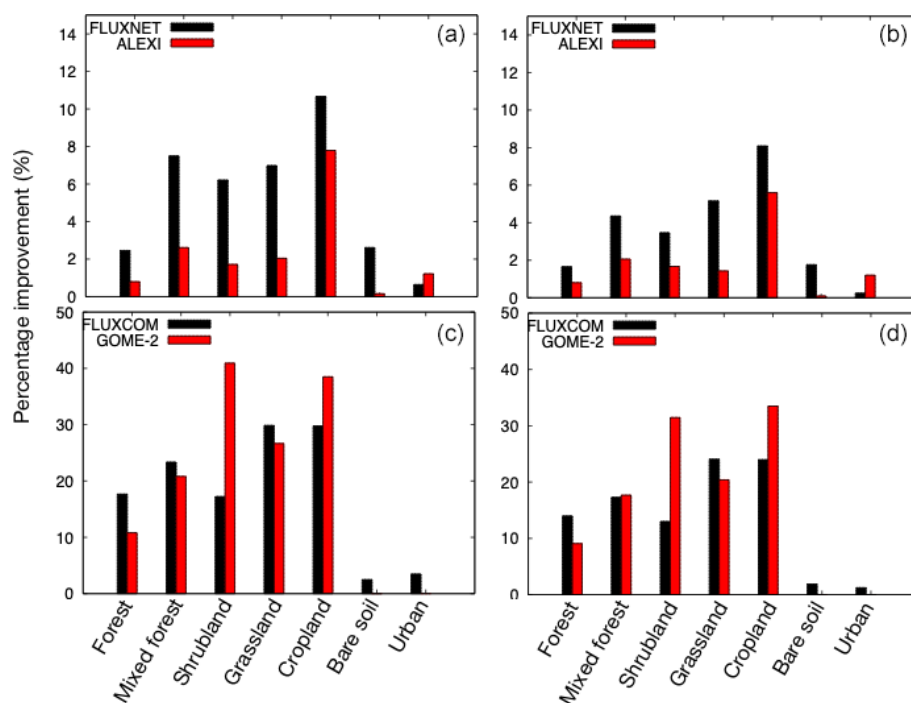 Percentage improvement (%)
(a)
FLUXNET
ALEXI
14
12
10
8
6
4
2
0
(b)
FLUXNET
ALEXI
14
12
10
8
6
4
2
0
(c)
FLUXCOM
GOME-2
50
40
30
20
10
0
Forest
Mixed forest
Shrubland
Grassland
Cropland
Bare soil
Urban
(d)
FLUXCOM
GOME-2
50
40
30
20
10
0
Forest
Mixed forest
Shrubland
Grassland
Cropland
Bare soil
Urban